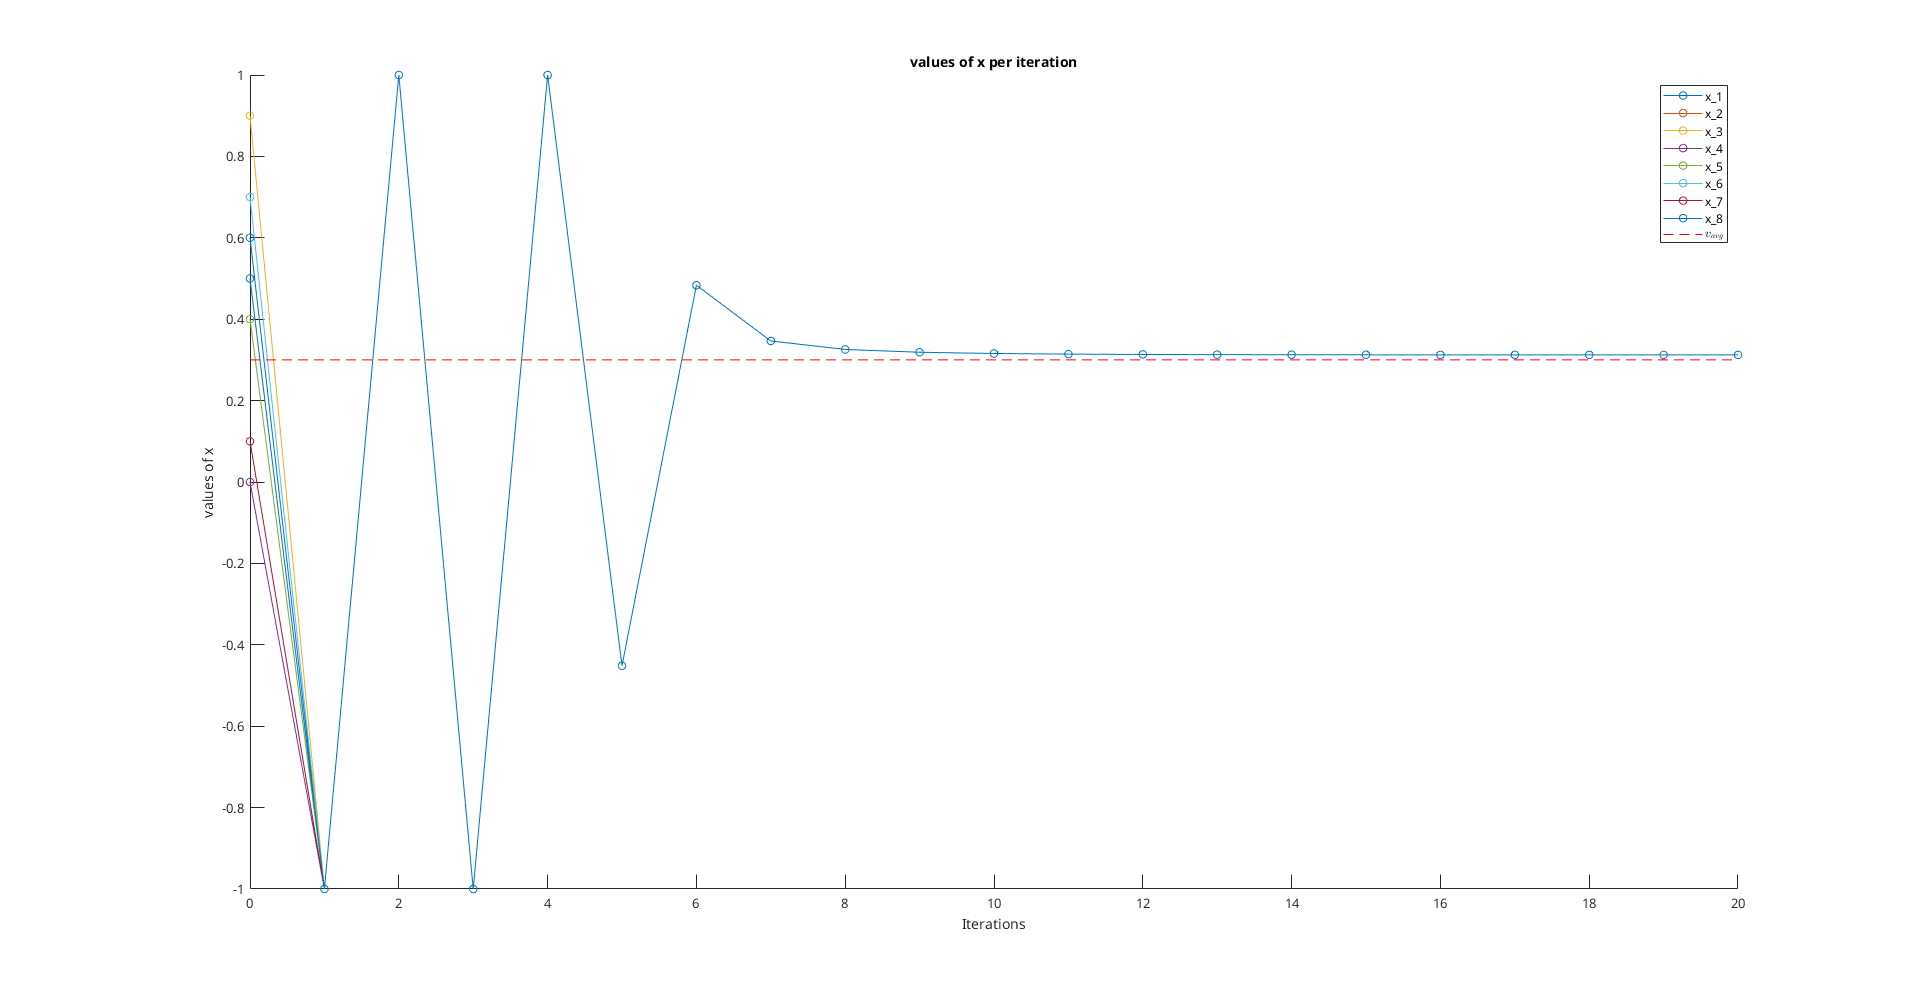 values of x per iteration
1
0.8
0.6
0.4
0.2
0
-0.2
-0.4
-0.6
-0.8
-1
values of x
x_1
x_2
x_3
x_4
x_5
x_6
x_7
x_8
v_avg
0 2 4 6 8 10 12 14 16 18 20
Iterations